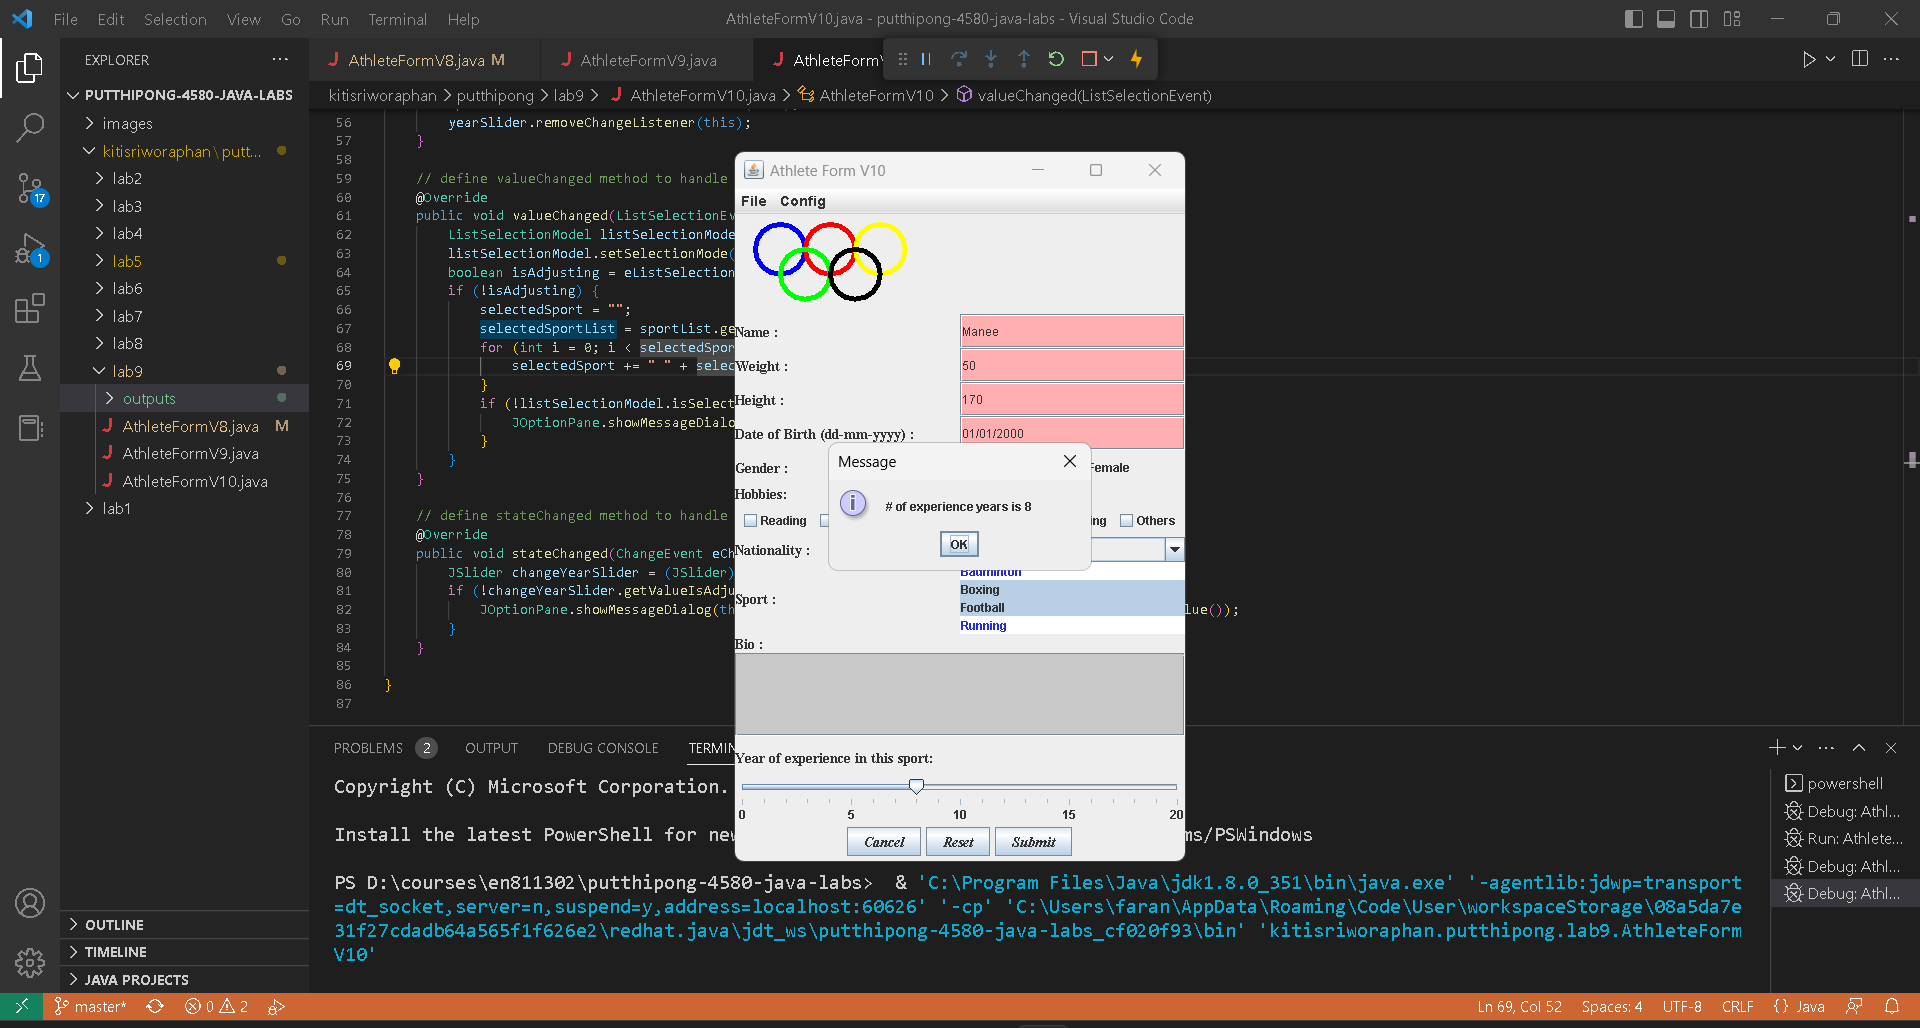 File Edit Selection View Go Run Terminal Help
AthleteFormV10.java - putthipong-4580-java-labs - Visual Studio Code
EXPLORER
PUTTHIPONG-4580-JAVA-LABS
images
kitisriworaphan\putt...
lab2
lab3
lab4
lab5
lab6
lab7
lab8
lab9
outputs
AthleteFormV8.java M
AthleteFormV9.java
AthleteFormV10.java
lab1
OUTLINE
TIMELINE
JAVA PROJECTS
17
1
AthleteFormV8.java M
AthleteFormV9.java
AthleteFormV
kitisriworaphan > putthipong > lab9 > AthleteFormV10.java > AthleteFormV10 > valueChanged(ListSelectionEvent)
56 yearSlider.removeChangeListener(this);
57 }
58
59 // define valueChanged method to handle
60 @Override
61 public void valueChanged(ListSelectionEv
62 ListSelectionModel listSelectionMode
63 listSelectionModel.setSelectionMode(
64 boolean isAdjusting = eListSelection
65 if (!isAdjusting) {
66 selectedSport = "";
67 selectedSportList = sportList.ge
68 for (int i = 0; i < selectedSpor
69 selectedSport += " " + selec
70 }
71 if (!listSelectionModel.isSelect
72 JOptionPane.showMessageDialo
73 }
74 }
75 }
76
77 // define stateChanged method to handle
78 @Override
79 public void stateChanged(ChangeEvent eCh
80 JSlider changeYearSlider = (JSlider)
81 if (!changeYearSlider.getValueIsAdju
82 JOptionPane.showMessageDialog(th lue());
83 }
84 }
85
86 }
87
Athlete Form V10
File Config
Name : Manee
Weight : 50
Height : 170
Date of Birth (dd-mm-yyyy) : 01/01/2000
Gender : Female
Hobbies:
Reading ing Others
Nationality :
Badminton
Boxing
Sport :
Football
Running
Bio :
Year of experience in this sport:
0 5 10 15 20
Cancel Reset Submit
Message
# of experience years is 8
OK
PROBLEMS 2 OUTPUT DEBUG CONSOLE TERMIN
Copyright (C) Microsoft Corporation.
Install the latest PowerShell for new ms/PSWindows
PS D:\courses\en811302\putthipong-4580-java-labs> & 'C:\Program Files\Java\jdk1.8.0_351\bin\java.exe' '-agentlib:jdwp=transport
=dt_socket,server=n,suspend=y,address=localhost:60626' '-cp' 'C:\Users\faran\AppData\Roaming\Code\User\workspaceStorage\08a5da7e
31f27cdadb64a565f1f626e2\redhat.java\jdt_ws\putthipong-4580-java-labs_cf020f93\bin' 'kitisriworaphan.putthipong.lab9.AthleteForm
V10'
powershell
Debug: Athl...
Run: Athlete...
Debug: Athl...
Debug: Athl...
master* 0 2
Ln 69, Col 52 Spaces: 4 UTF-8 CRLF {} Java